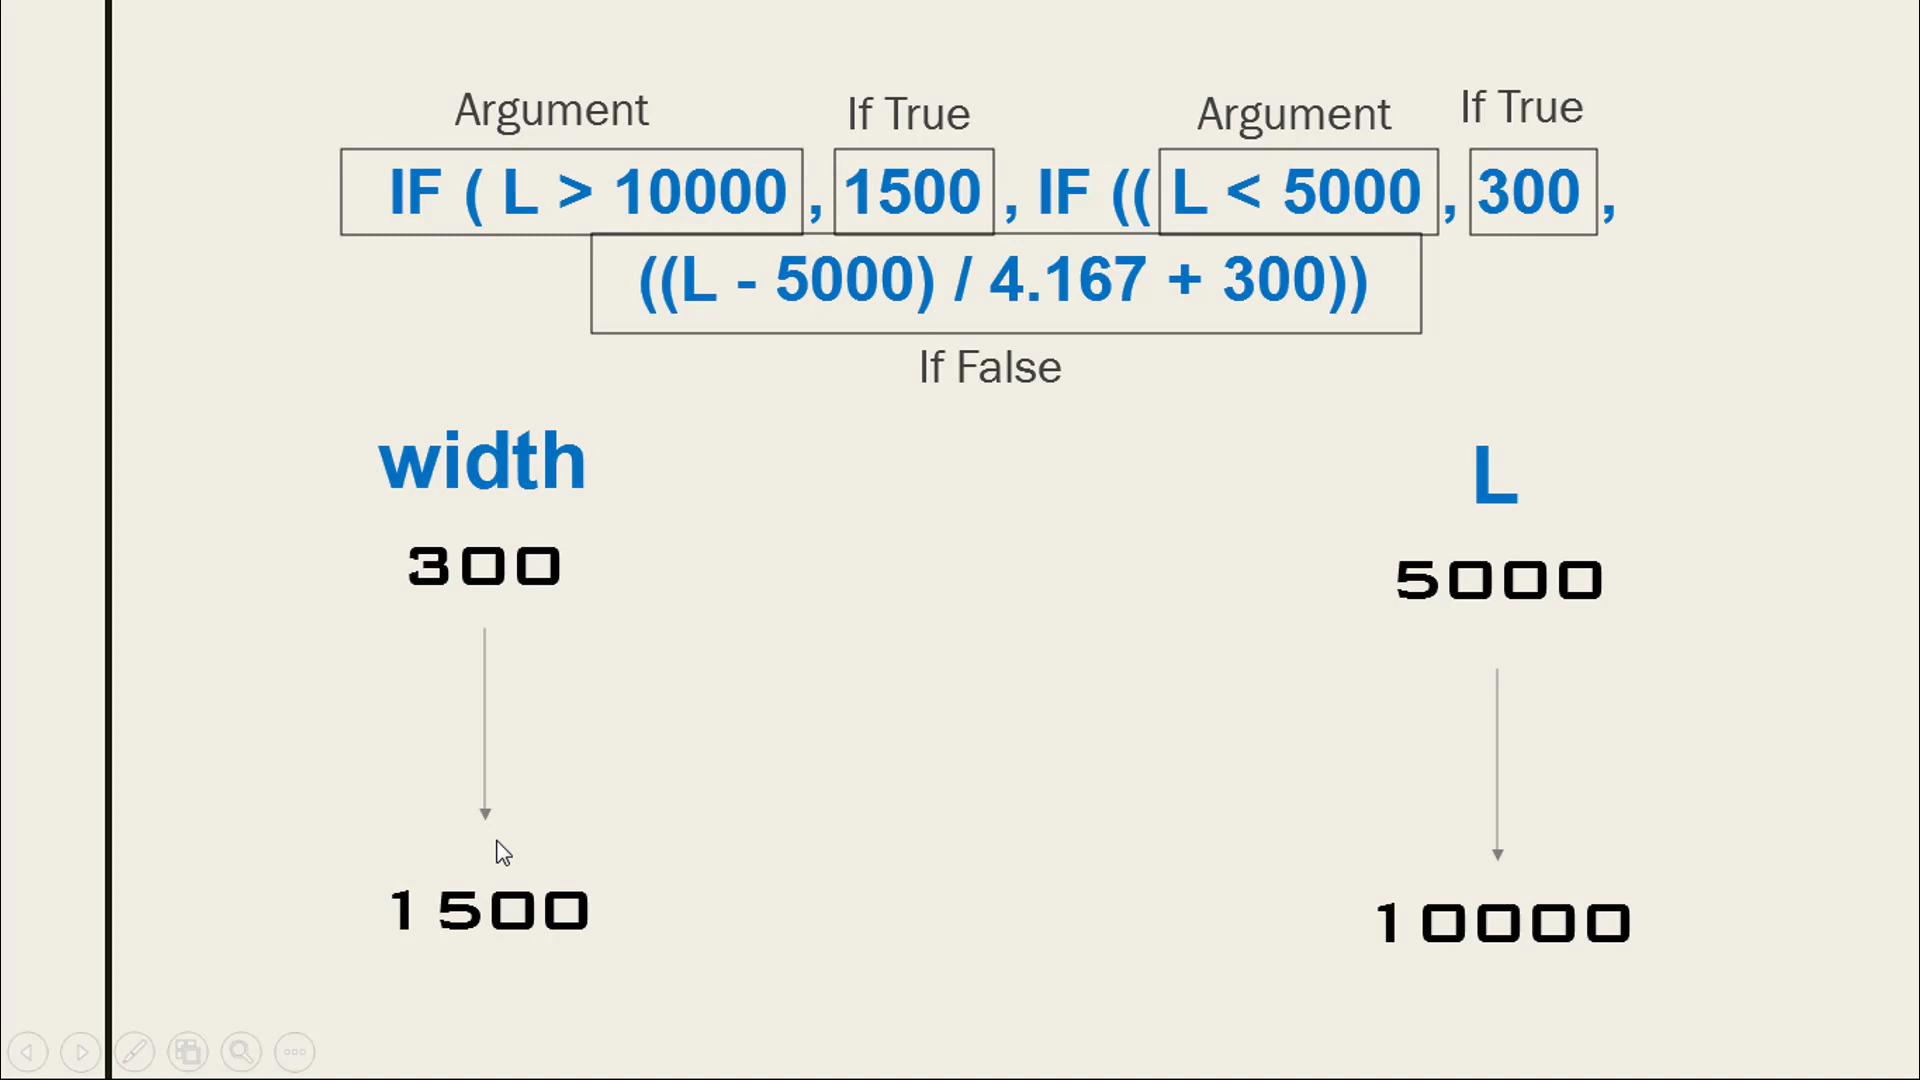 Argument If True Argument If True
IF ( L > 10000 , 1500 , IF (( L < 5000 , 300 ,
((L - 5000) / 4.167 + 300))
If False
width L
300 5000
1500 10000